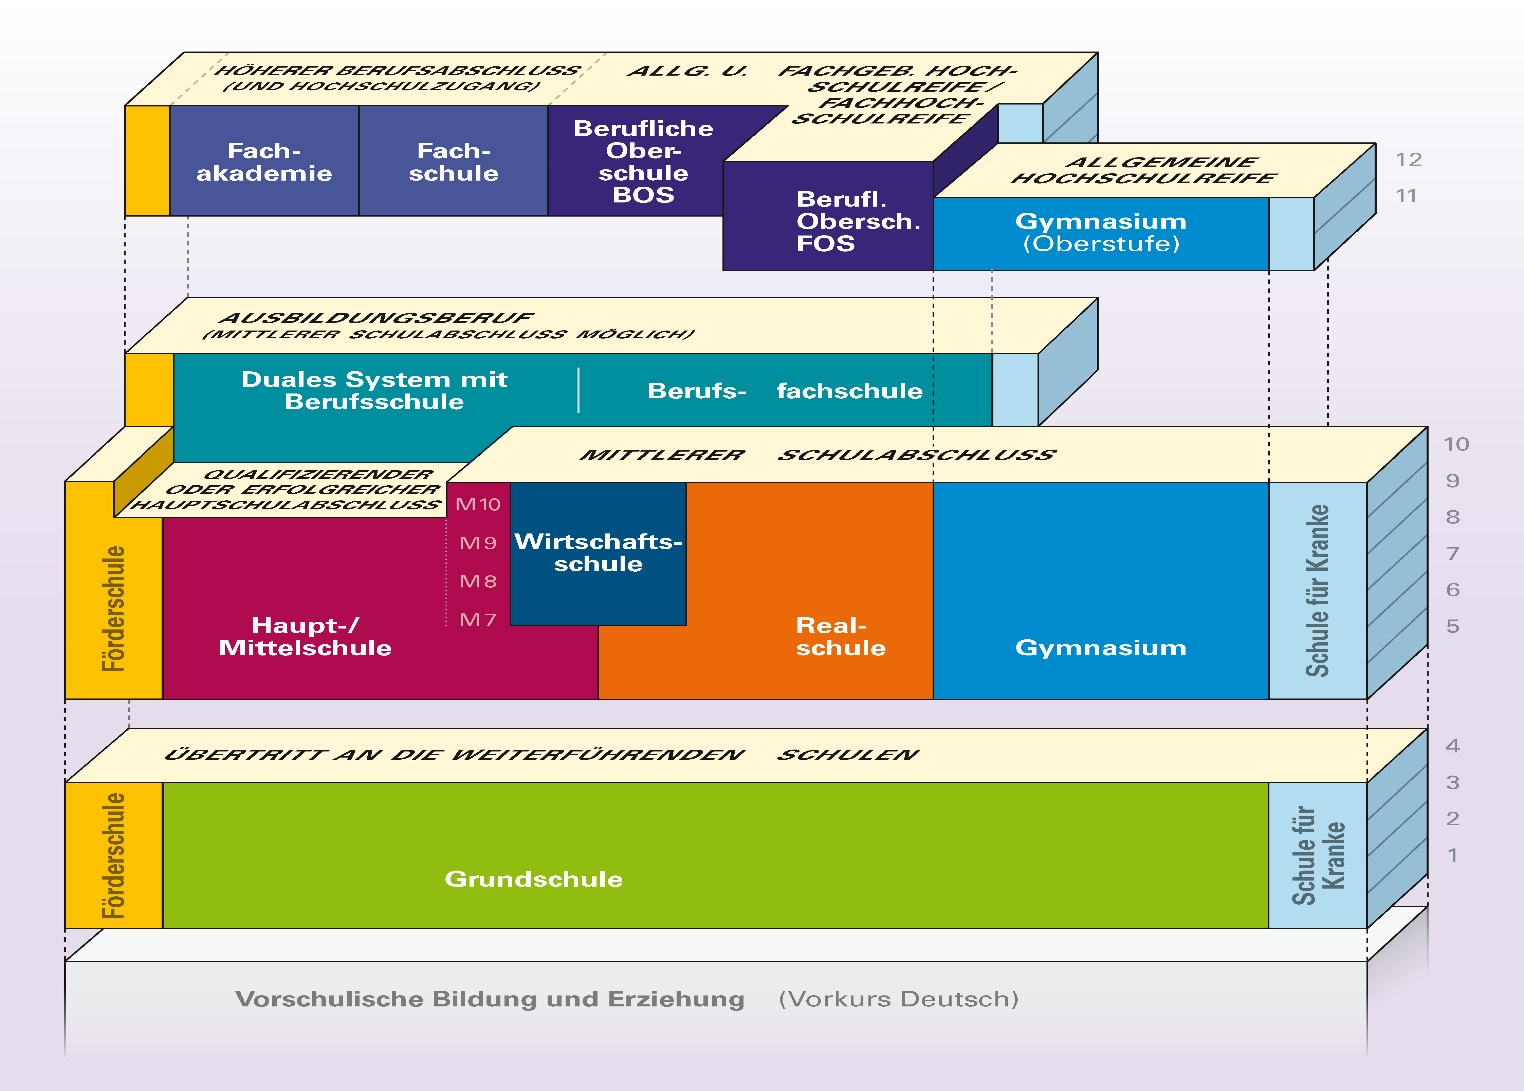 HÖHERER BERUFSABSCHLUSS
(UND HOCHSCHULZUGANG)
ALLG. U. FACHGEB. HOCH-
SCHULREIFE/
FACHHOCH-
SCHULREIFE
Fach-
akademie
Fach-
schule
Berufliche
Ober-
schule
BOS
Berufl.
Obersch.
FOS
ALLGEMEINE
HOCHSCHULREIFE
Gymnasium
(Oberstufe)
12
11
AUSBILDUNGSBERUF
(MITTLERER SCHULABSCHLUSS MÖGLICH)
Duales System mit
Berufsschule
Berufs- fachschule
QUALIFIZIERENDER
ODER ERFOLGREICHER
HAUPTSCHULABSCHLUSS
MITTLERER SCHULABSCHLUSS
Förderschule
Haupt-/
Mittelschule
M10
M9
M8
M7
Wirtschafts-
schule
Real-
schule
Gymnasium
Schule für Kranke
10
9
8
7
6
5
ÜBERTRITT AN DIE WEITERFÜHRENDEN SCHULEN
Förderschule
Grundschule
Schule für
Kranke
4
3
2
1
Vorschulische Bildung und Erziehung (Vorkurs Deutsch)